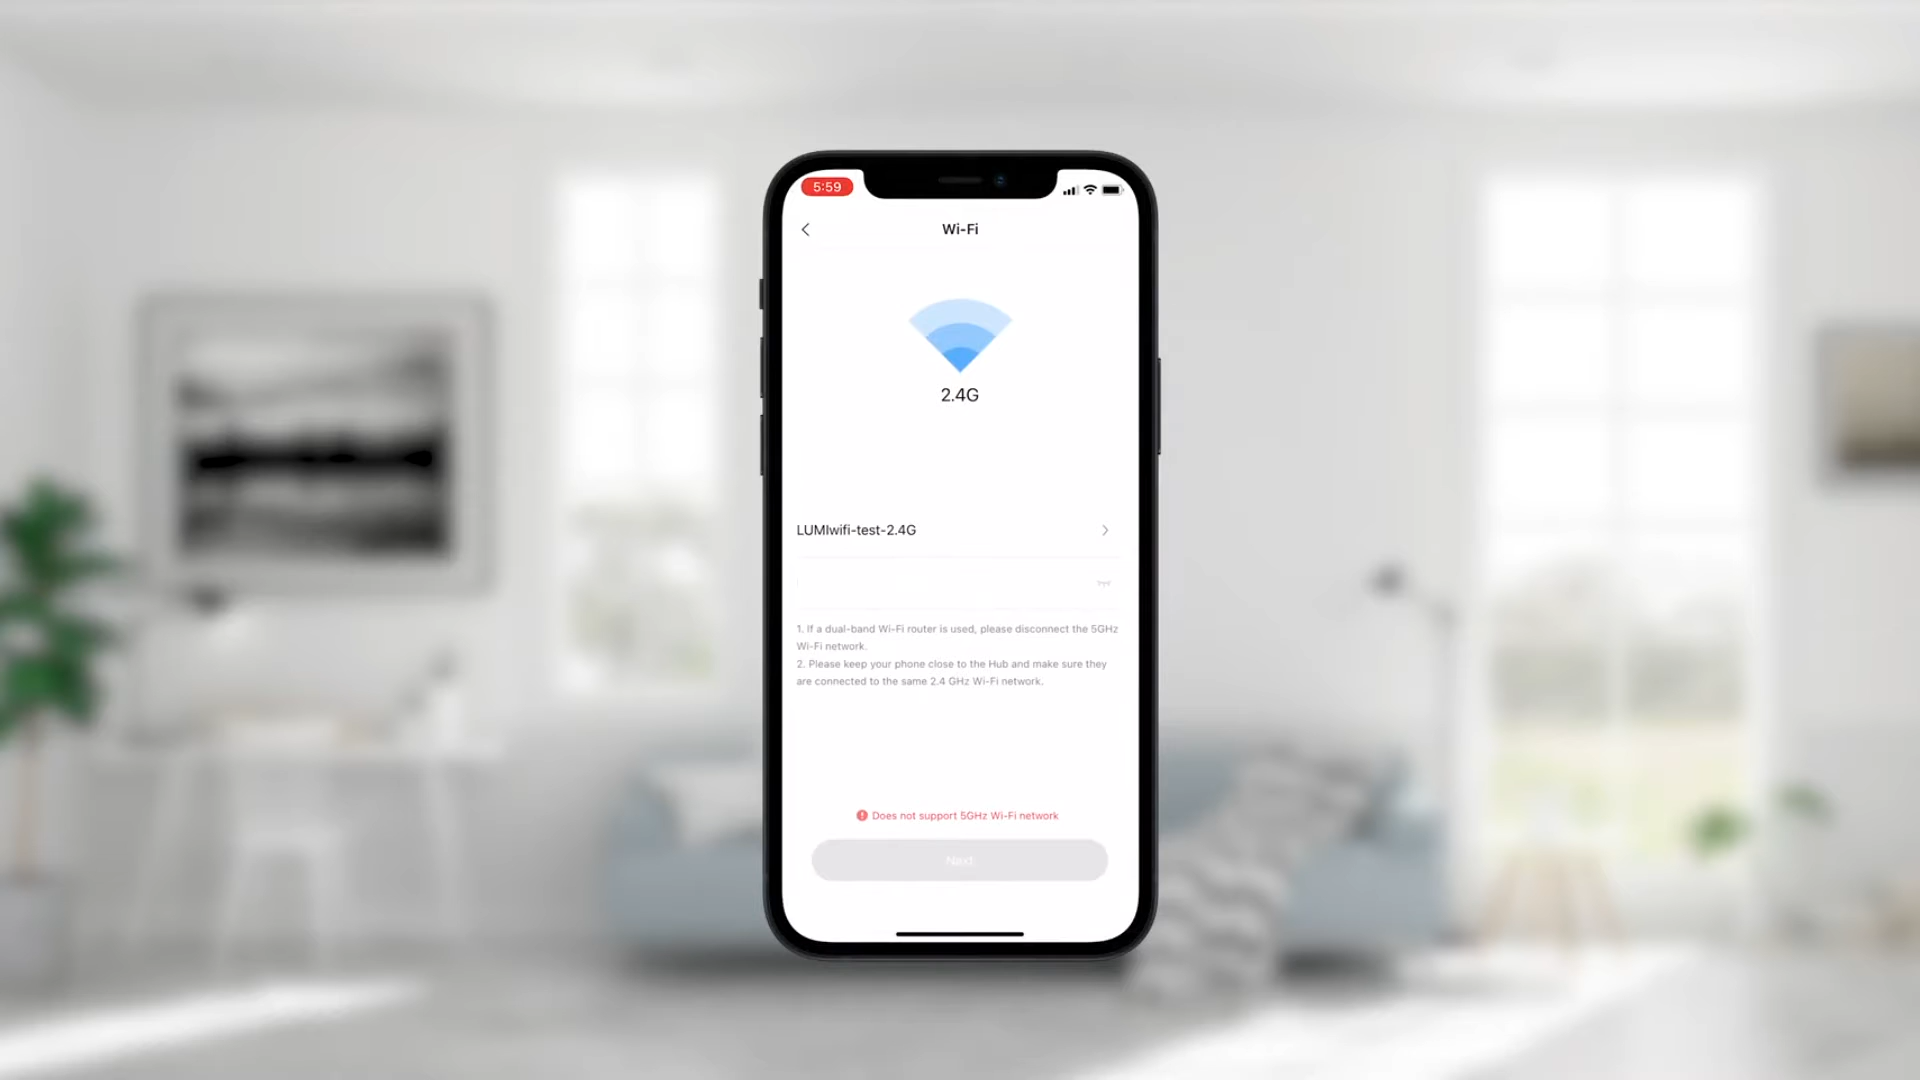 5:59
Wi-Fi
2.4G
LUMIwifi-test-2.4G
1. If a dual-band Wi-Fi router is used, please disconnect the 5GHz
Wi-Fi network.
2. Please keep your phone close to the Hub and make sure they
are connected to the same 2.4 GHz Wi-Fi network.
Does not support 5GHz Wi-Fi network
Next